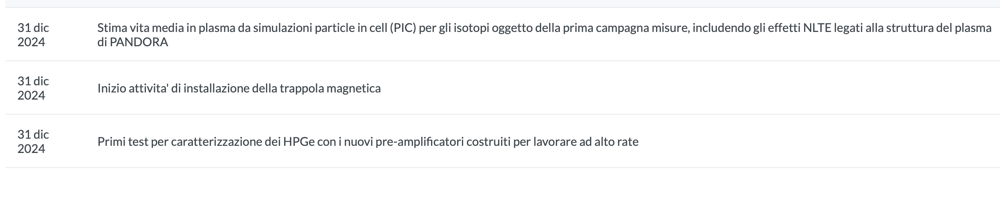 31 dic
2024
Stima vita media in plasma da simulazioni particle in cell (PIC) per gli isotopi oggetto della prima campagna misure, includendo gli effetti NLTE legati alla struttura del plasma
di PANDORA
31 dic
2024
Inizio attivita' di installazione della trappola magnetica
31 dic
2024
Primi test per caratterizzazione dei HPGe con i nuovi pre-amplificatori costruiti per lavorare ad alto rate